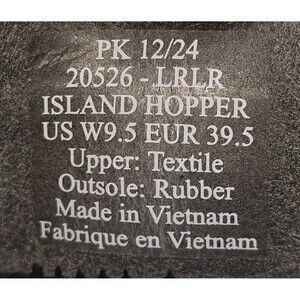 PK 12/24
20526 - LRLR
ISLAND HOPPER
US W9.5 EUR 39.5
Upper: Textile
Outsole: Rubber
Made in Vietnam
Fabrique en Vietnam